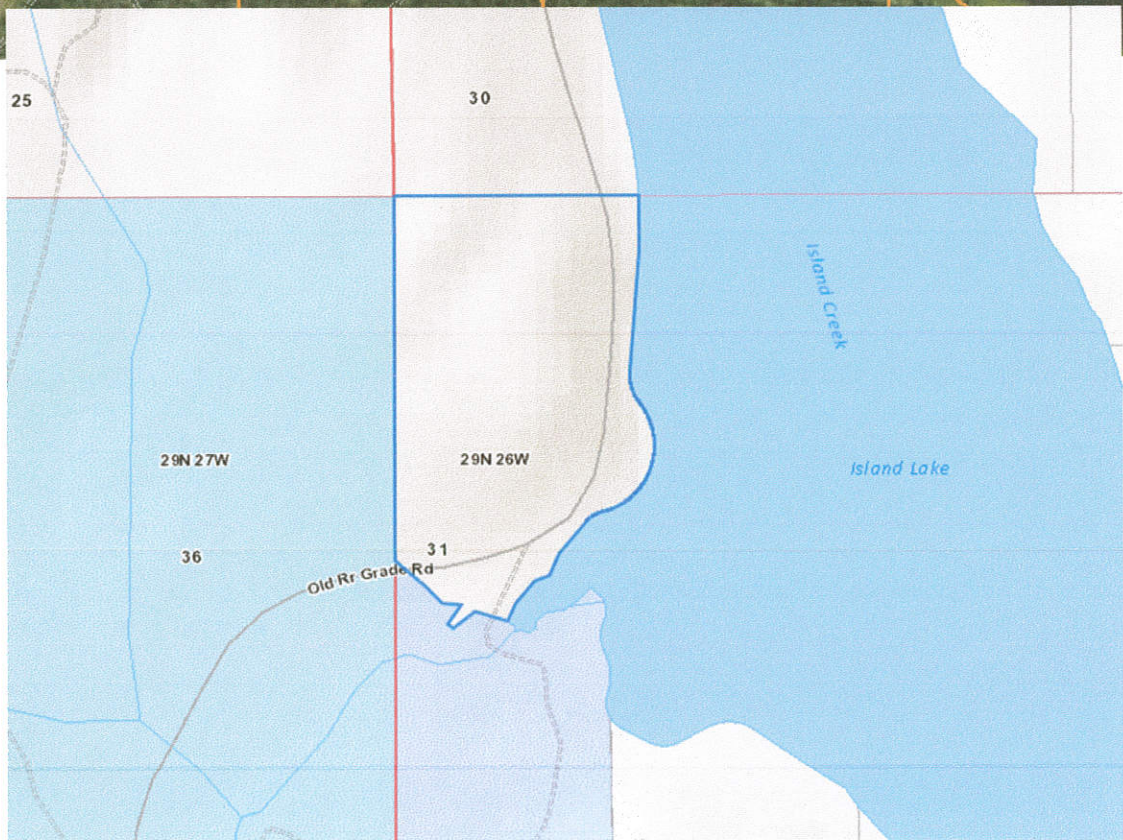 25
30
Island Creek
29N 27W
29N 26W
Island Lake
36
31
Old Rr Grade Rd